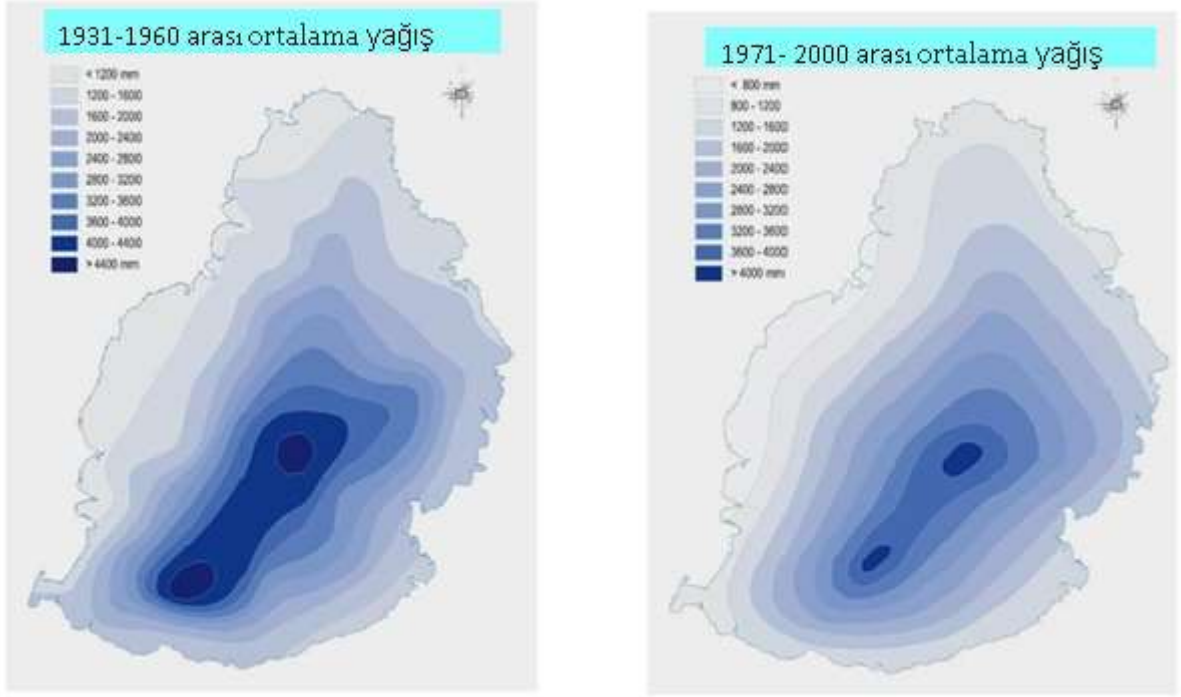 1931-1960 arası ortalama yağış
< 1200 mm
1200 - 1600
1600 - 2000
2000 - 2400
2400 - 2800
2800 - 3200
3200 - 3600
3600 - 4000
4000 - 4400
> 4400 mm
1971- 2000 arası ortalama yağış
< 800 mm
800 - 1200
1200 - 1600
1600 - 2000
2000 - 2400
2400 - 2800
2800 - 3200
3200 - 3600
3600 - 4000
> 4000 mm